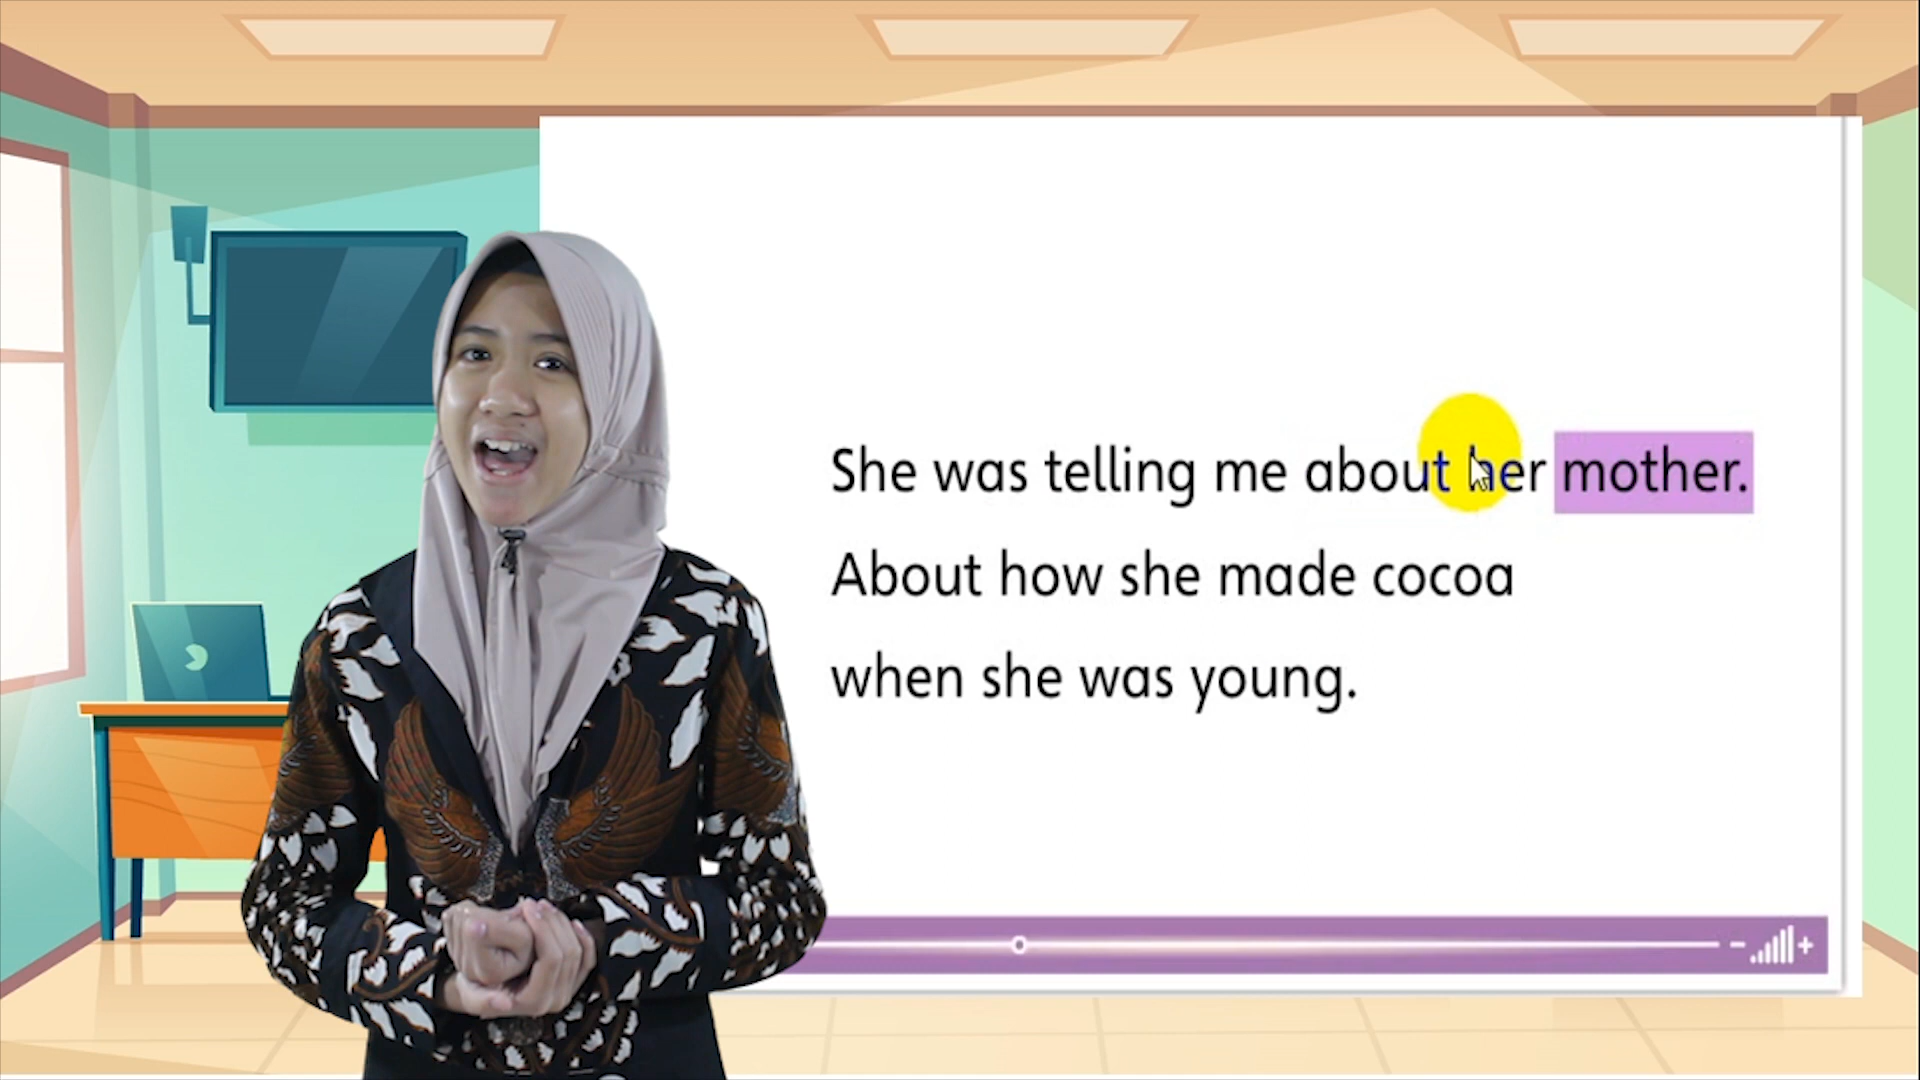 She was telling me about her mother.
About how she made cocoa
when she was young.